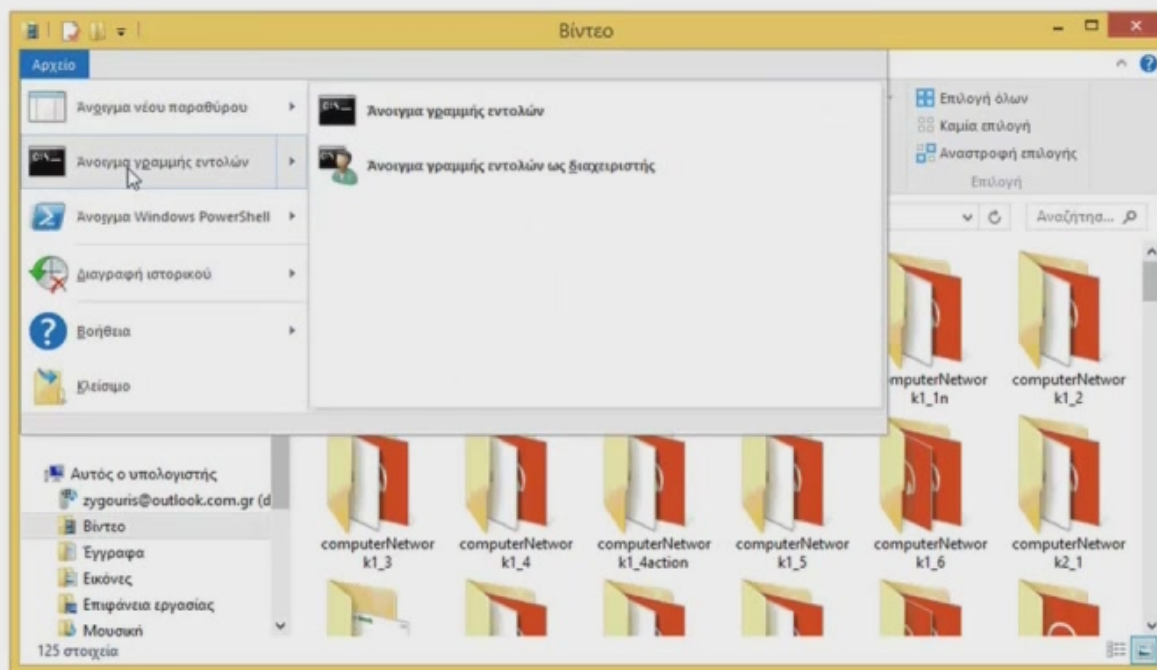 Βίντεο
Αρχείο
Άνοιγμα νέου παραθύρου
Άνοιγμα γραμμής εντολών
Άνοιγμα Windows PowerShell
Διαγραφή ιστορικού
Βοήθεια
Κλείσιμο
Άνοιγμα γραμμής εντολών
Άνοιγμα γραμμής εντολών ως διαχειριστής
Επιλογή όλων
Καμία επιλογή
Αναστροφή επιλογής
Επιλογή
Αναζήτησ...
mputerNetwor
k1_1n
computerNetwor
k1_2
Αυτός ο υπολογιστής
zygouris@outlook.com.gr (d
Βίντεο
Έγγραφα
Εικόνες
Επιφάνεια εργασίας
Μουσική
computerNetwor
k1_3
computerNetwor
k1_4
computerNetwor
k1_4action
computerNetwor
k1_5
computerNetwor
k1_6
computerNetwor
k2_1
125 στοιχεία